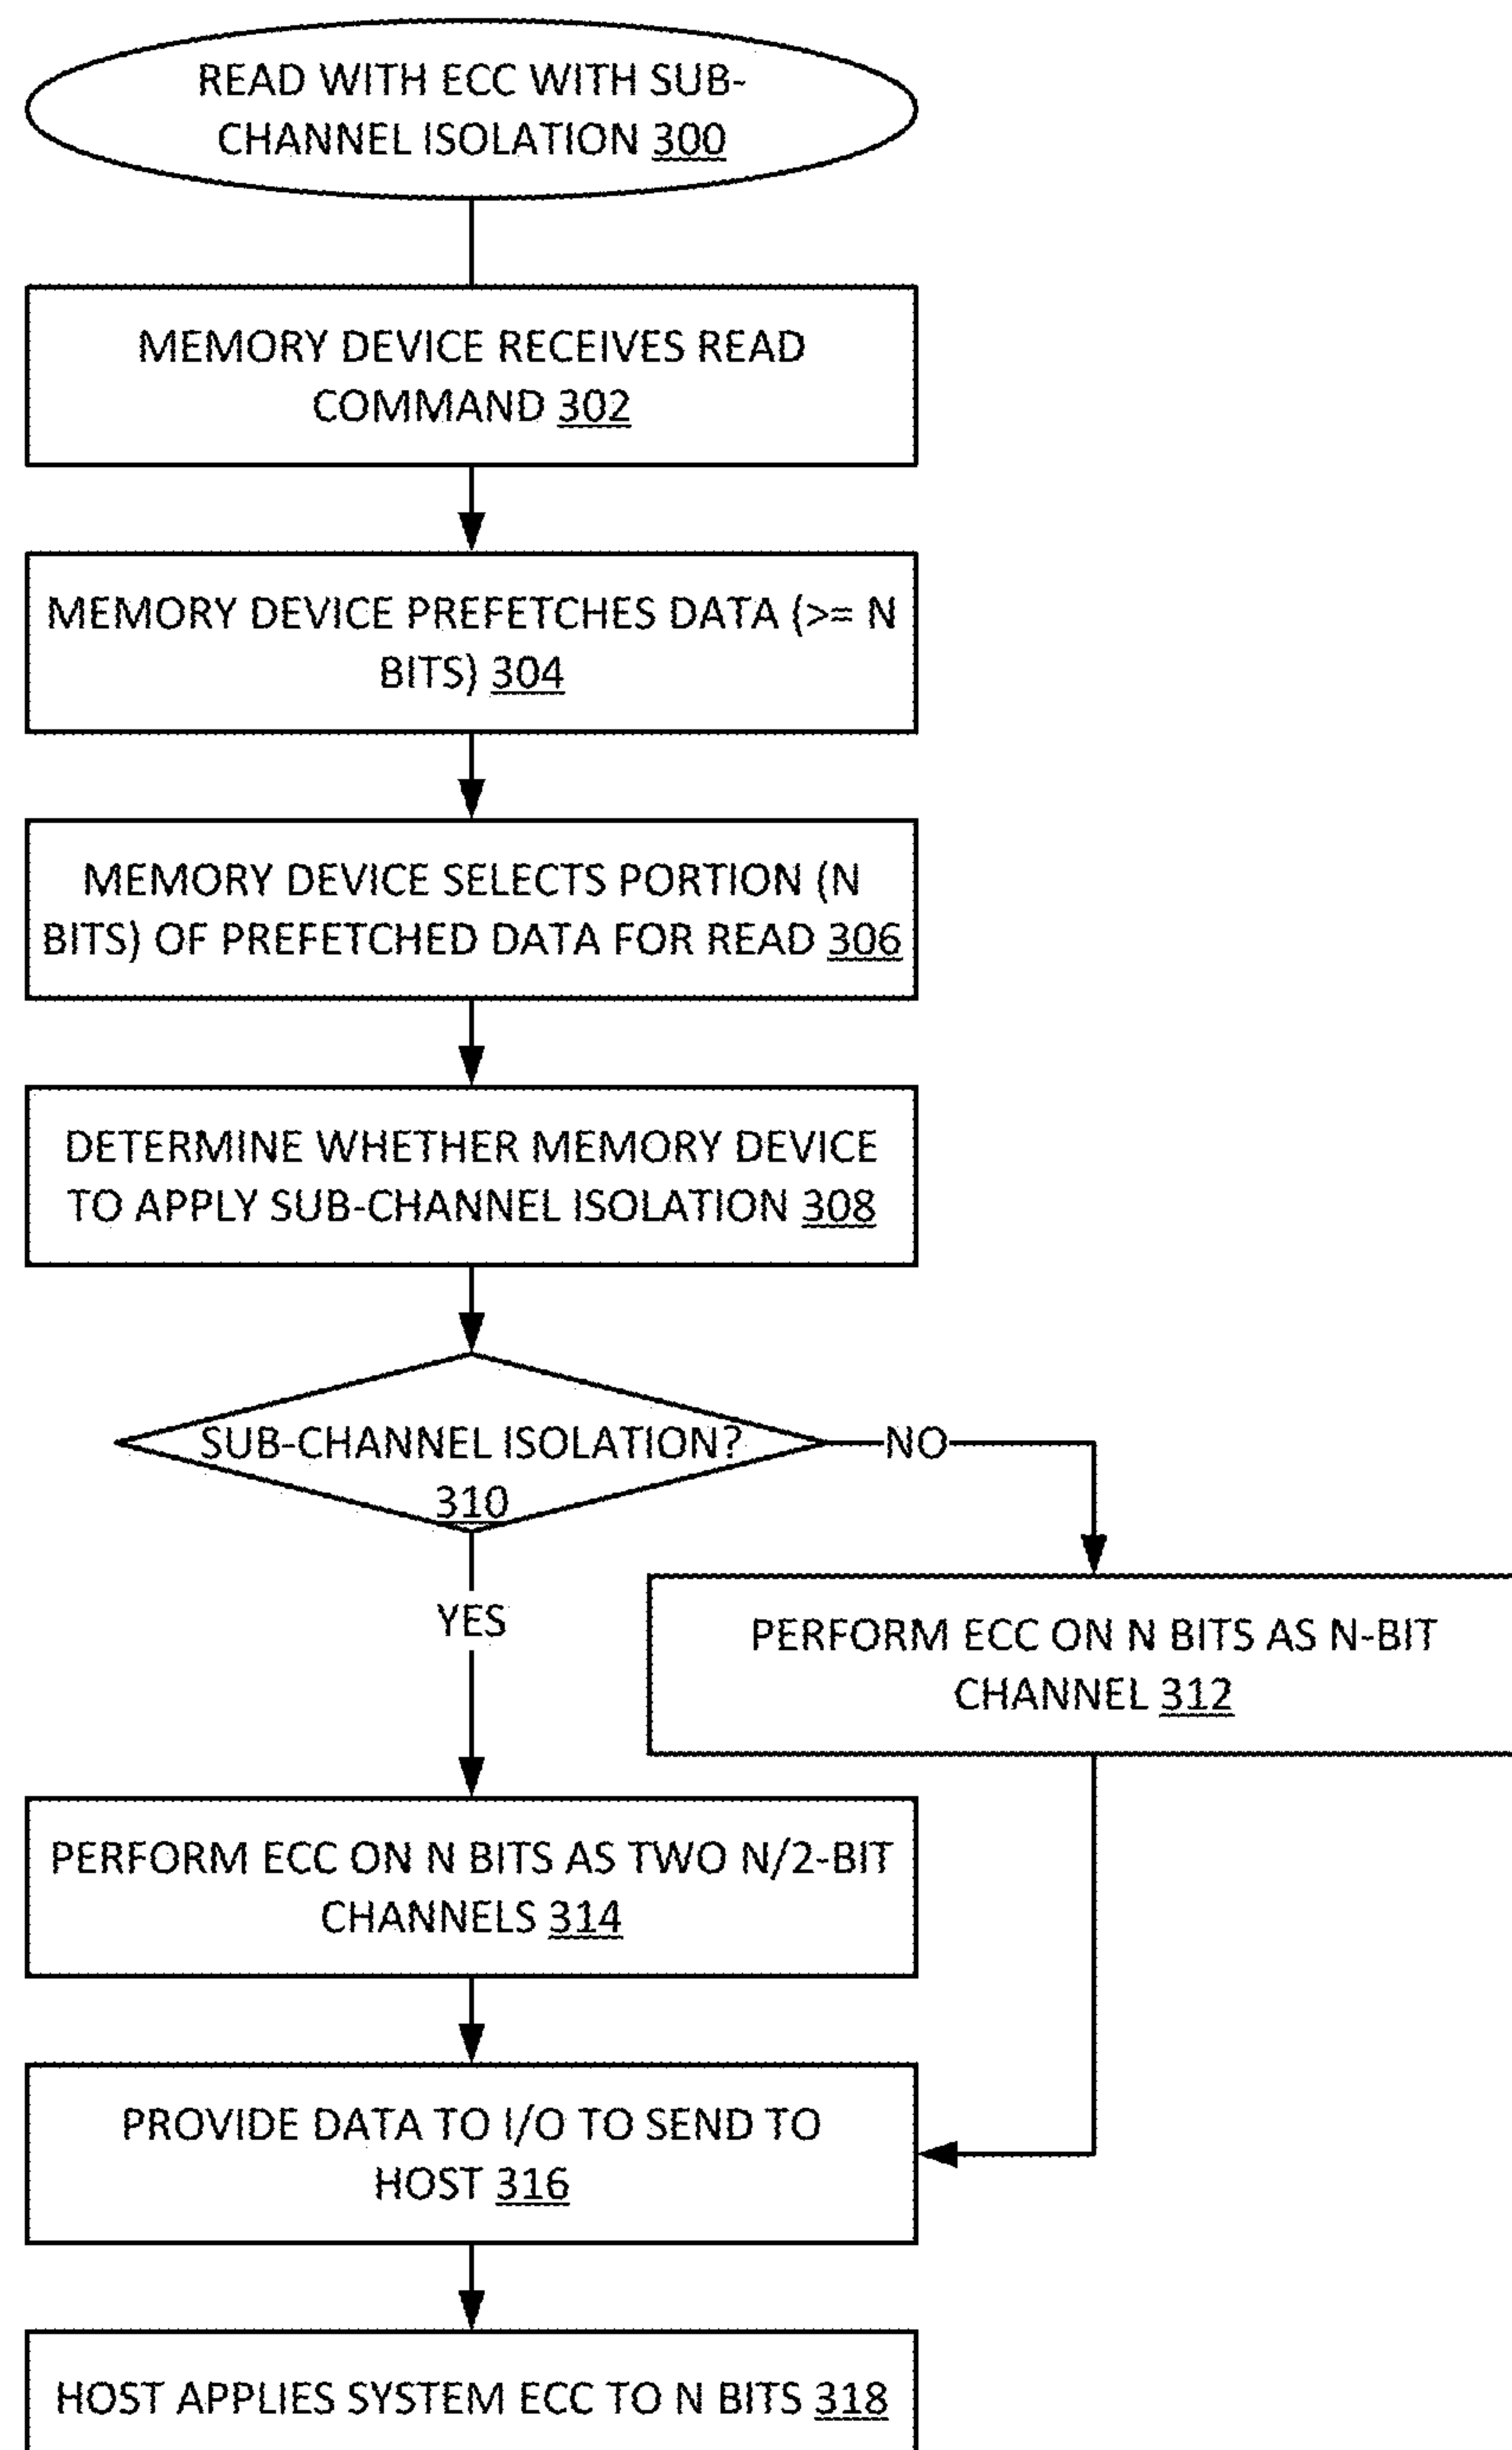 READ WITH ECC WITH SUB-
CHANNEL ISOLATION 300
MEMORY DEVICE RECEIVES READ
COMMAND 302
MEMORY DEVICE PREFETCHES DATA (>= N
BITS) 304
MEMORY DEVICE SELECTS PORTION (N
BITS) OF PREFETCHED DATA FOR READ 306
DETERMINE WHETHER MEMORY DEVICE
TO APPLY SUB-CHANNEL ISOLATION 308
SUB-CHANNEL ISOLATION?
310
NO
YES
PERFORM ECC ON N BITS AS N-BIT
CHANNEL 312
PERFORM ECC ON N BITS AS TWO N/2-BIT
CHANNELS 314
PROVIDE DATA TO I/O TO SEND TO
HOST 316
HOST APPLIES SYSTEM ECC TO N BITS 318